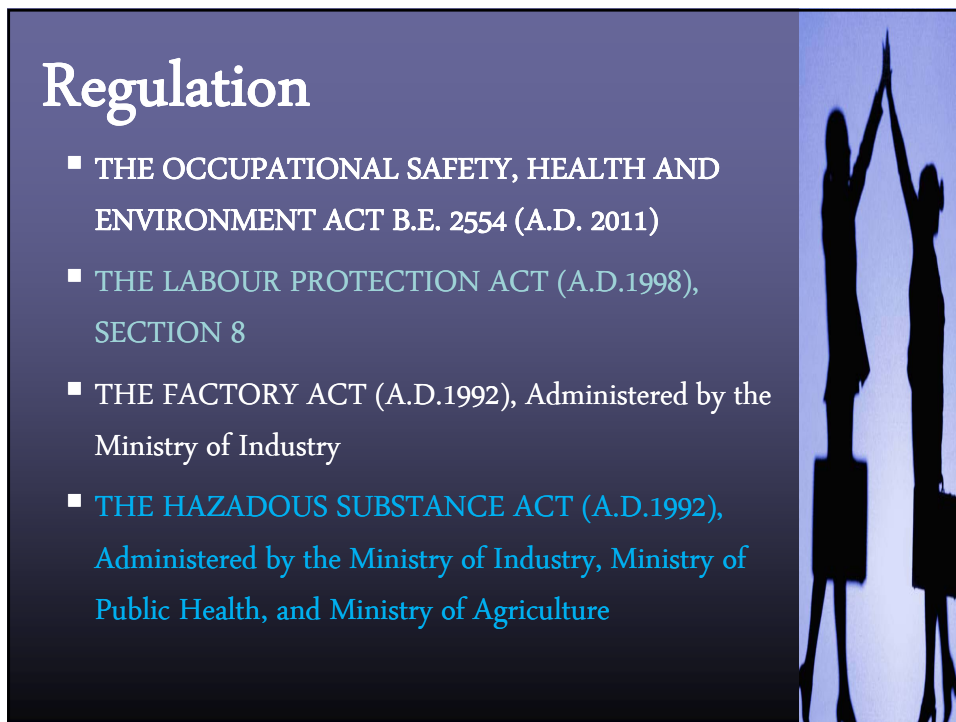 Regulation
▪ THE OCCUPATIONAL SAFETY, HEALTH AND
ENVIRONMENT ACT B.E. 2554 (A.D. 2011)
▪ THE LABOUR PROTECTION ACT (A.D.1998),
SECTION 8
▪ THE FACTORY ACT (A.D.1992), Administered by the
Ministry of Industry
▪ THE HAZADOUS SUBSTANCE ACT (A.D.1992),
Administered by the Ministry of Industry, Ministry of
Public Health, and Ministry of Agriculture